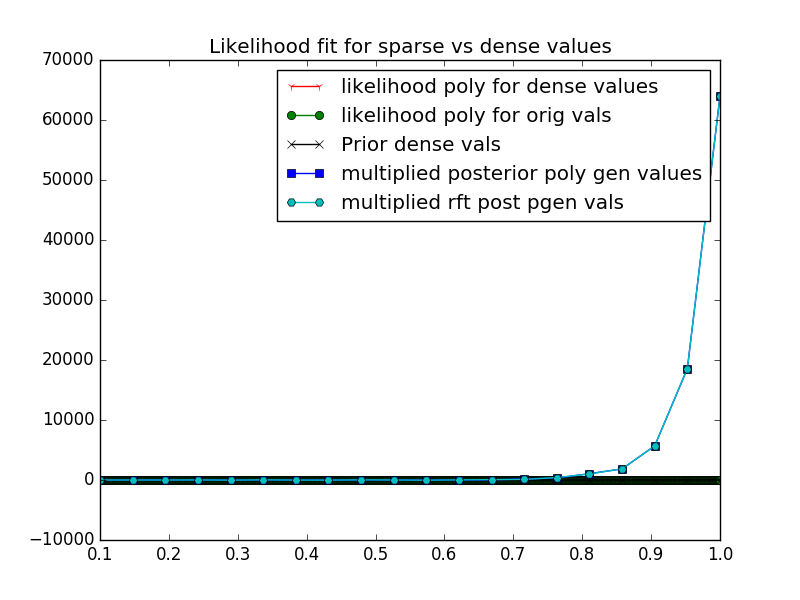 Likelihood fit for sparse vs dense values
likelihood poly for dense values
likelihood poly for orig vals
Prior dense vals
multiplied posterior poly gen values
multiplied rft post pgen vals
70000
60000
50000
40000
30000
20000
10000
0
−10000
0.1 0.2 0.3 0.4 0.5 0.6 0.7 0.8 0.9 1.0